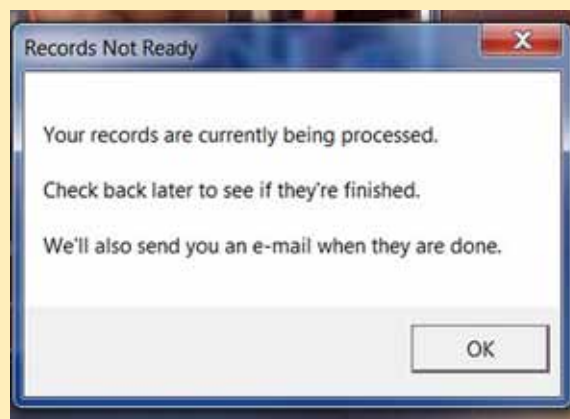 Records Not Ready
Your records are currently being processed.
Check back later to see if they're finished.
We'll also send you an e-mail when they are done.
OK